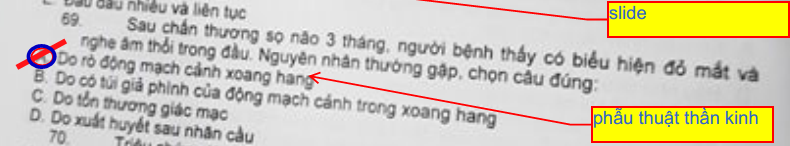 C. Đau đầu nhiều và liên tục
slide
69. Sau chấn thương sọ não 3 tháng, người bệnh thấy có biểu hiện đỏ mắt và
nghe âm thổi trong đầu. Nguyên nhân thường gặp, chọn câu đúng:
A. Do rò động mạch cảnh xoang hang
B. Do có túi giả phình của động mạch cảnh trong xoang hang
phẫu thuật thần kinh
C. Do tổn thương giác mạc
D. Do xuất huyết sau nhãn cầu
70. Triệu